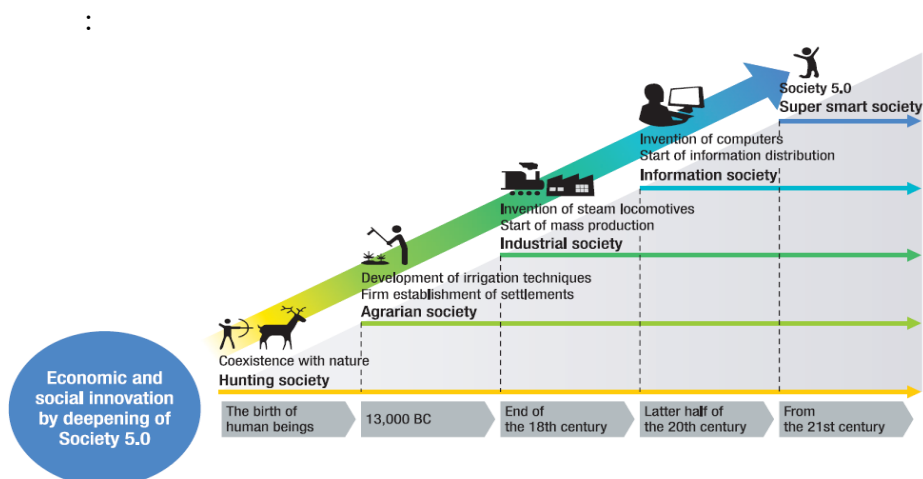 :
Society 5.0
Super smart society
Invention of computers
Start of information distribution
Information society
Invention of steam locomotives
Start of mass production
Industrial society
Development of irrigation techniques
Firm establishment of settlements
Agrarian society
Coexistence with nature
Hunting society
Economic and
social innovation
by deepening of
Society 5.0
The birth of
human beings
13,000 BC
End of
the 18th century
Latter half of
the 20th century
From
the 21st century